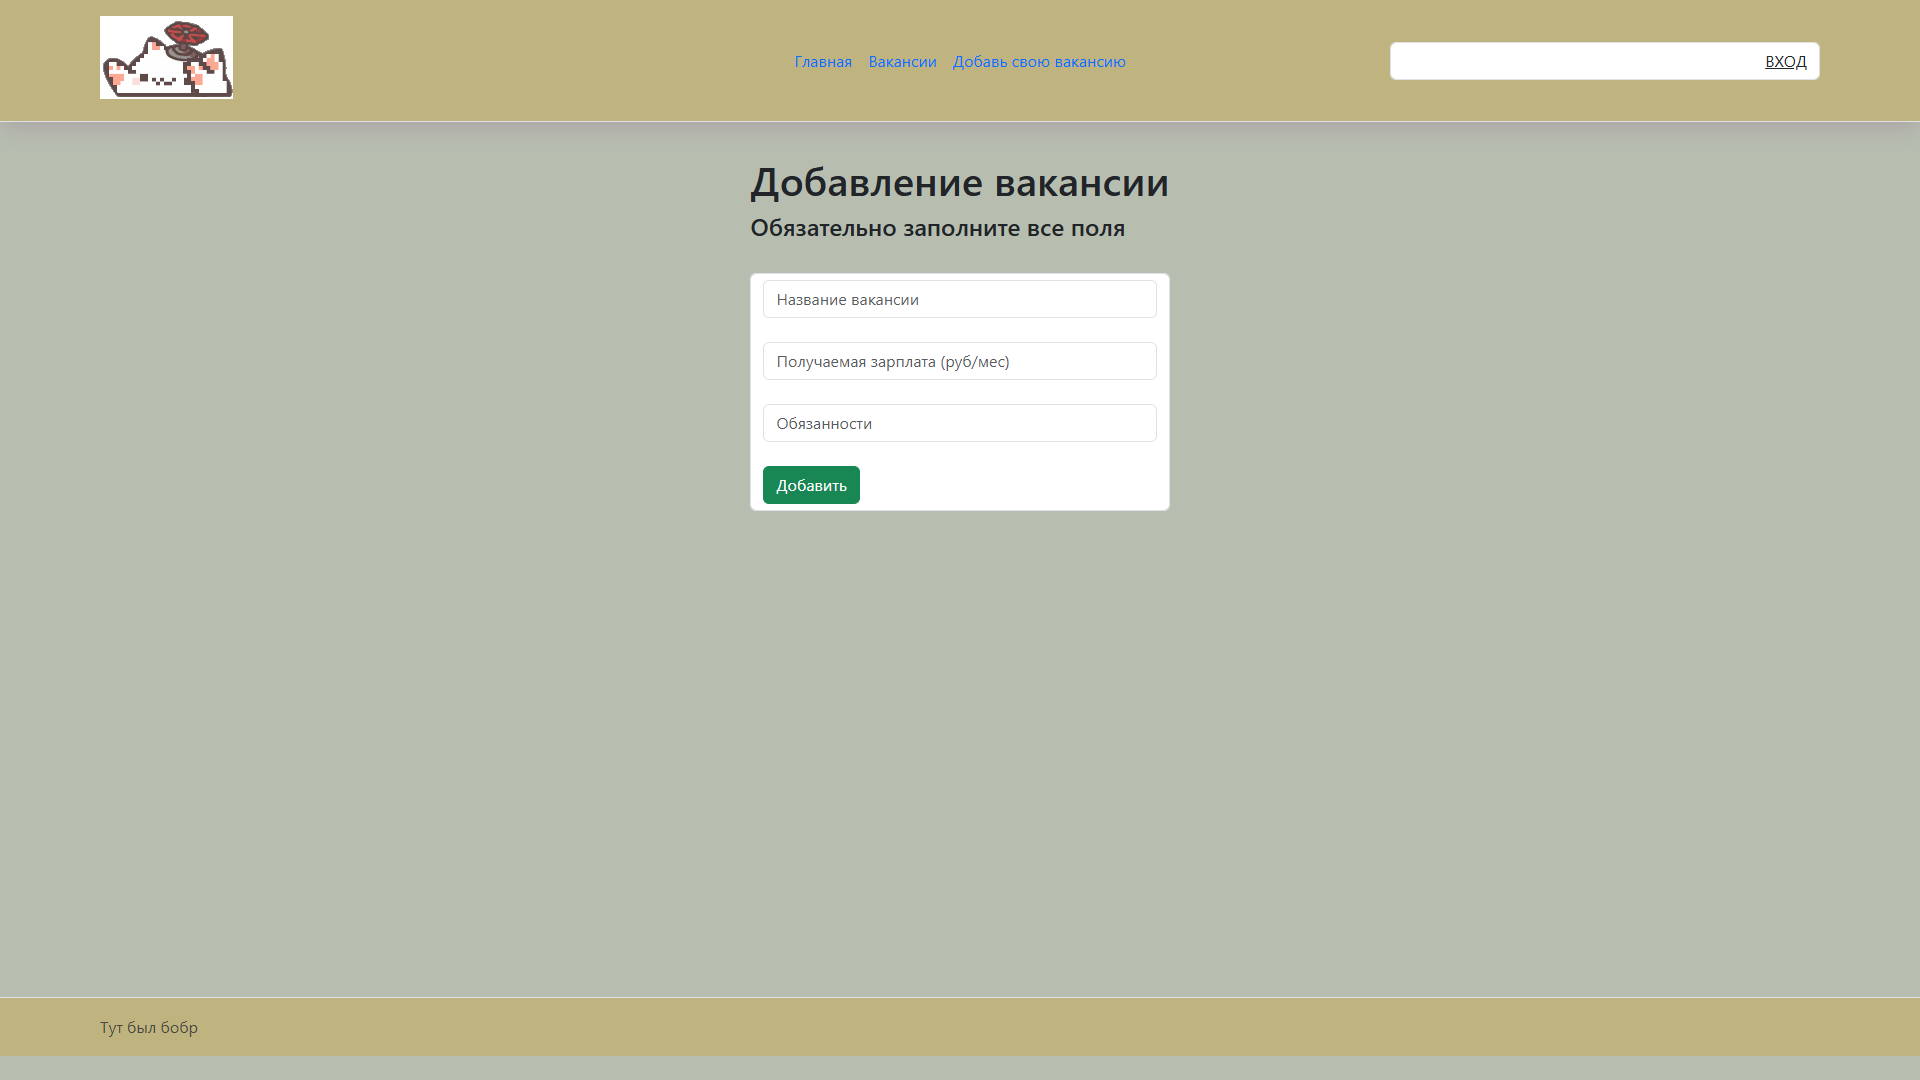 Главная Вакансии Добавь свою вакансию ВХОД
Добавление вакансии
Обязательно заполните все поля
Название вакансии
Получаемая зарплата (руб/мес)
Обязанности
Добавить
Тут был бобр